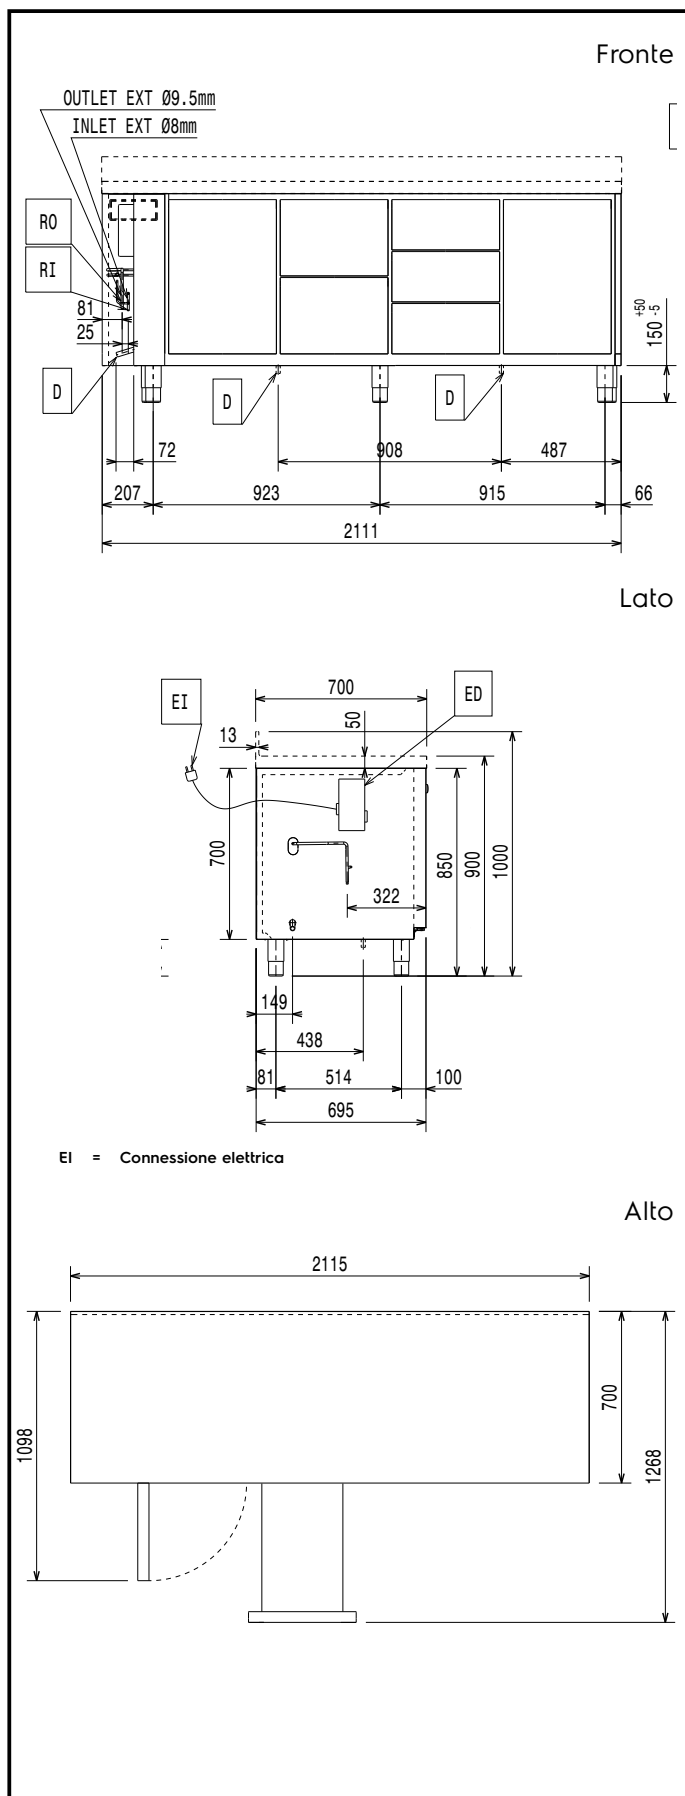 Fronte
OUTLET EXT Ø9.5mm
INLET EXT Ø8mm
RO
RI
81
25
D
D
D
150 +50 -5
72
908
487
207
923
915
66
2111
Lato
EI
700
ED
50
13
700
850
900
1000
322
149
438
81
514
100
695
EI = Connessione elettrica
Alto
2115
1098
700
1268